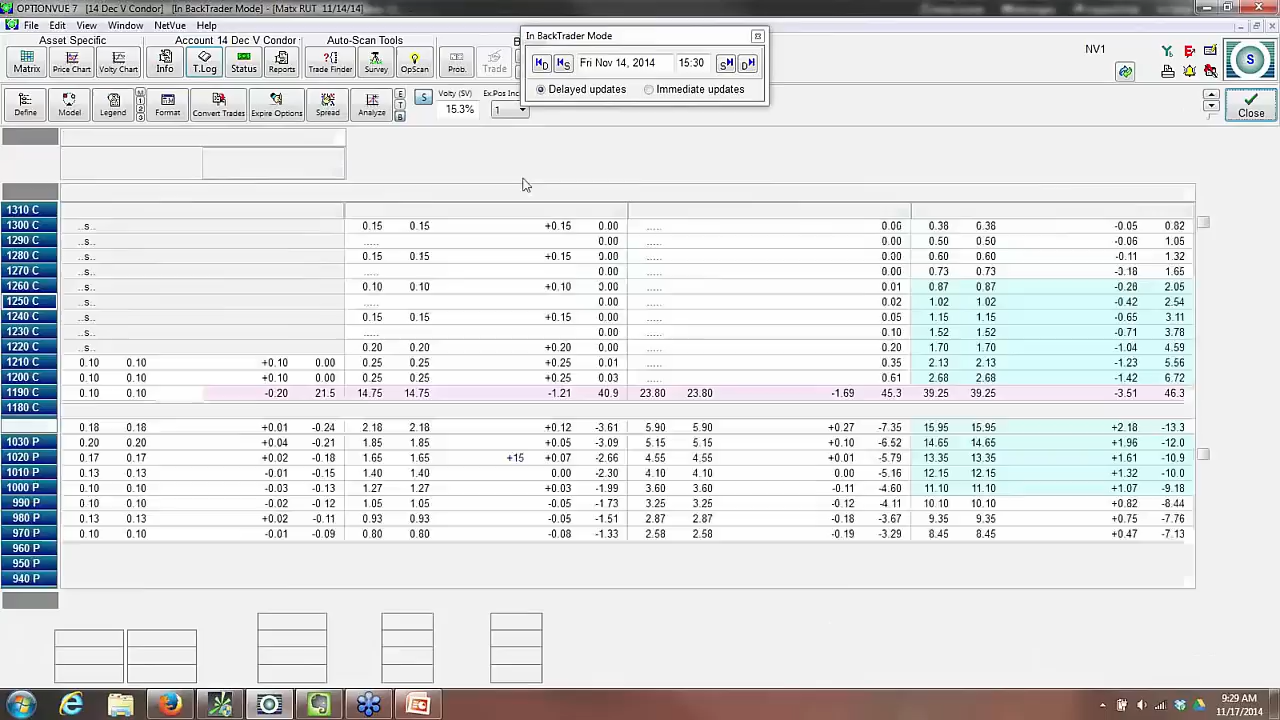 OPTIONVUE 7 [14 Dec V Condor] [In BackTrader Mode] - [Matx RUT 11/14/14]
File Edit View Window NetVue Help
In BackTrader Mode
Asset Specific Account 14 Dec V Condor Auto-Scan Tools
Matrix Price Chart Volty Chart Info T.Log Status Reports Trade Finder Survey OpScan Prob. Trade
Fri Nov 14, 2014 15:30
NV1
Delayed updates Immediate updates
Define Model Legend Format Convert Trades Expire Options Spread Analyze
Volty (SV) Ex.Pos Inc
15.3% 1
Close
1310 C
1300 C ..s.. 0.15 0.15 +0.15 0.00 ..... 0.00 0.38 6.38 -0.05 0.82
1290 C ..s.. ..... 0.00 ..... 0.00 0.50 0.50 -0.06 1.05
1280 C ..s.. 0.15 0.15 +0.15 0.00 ..... 0.00 0.60 0.60 -0.11 1.32
1270 C ..s.. ..... 0.00 ..... 0.00 0.73 0.73 -3.18 1.65
1260 C ..s.. 0.10 0.10 +0.10 0.00 ..... 0.01 0.87 0.87 -0.28 2.05
1250 C ..s.. ..... 0.00 ..... 0.02 1.02 1.02 -0.42 2.54
1240 C ..s.. 0.15 0.15 +0.15 0.00 ..... 0.05 1.15 1.15 -0.65 3.11
1230 C ..s.. ..... 0.00 ..... 0.10 1.52 1.52 -0.71 3.78
1220 C ..s.. 0.20 0.20 +0.20 0.00 ..... 0.20 1.70 1.70 -1.04 4.59
1210 C 0.10 0.10 +0.10 0.00 0.25 0.25 +0.25 0.01 ..... 0.35 2.13 2.13 -1.23 5.56
1200 C 0.10 0.10 +0.10 0.00 0.25 0.25 +0.25 0.03 ..... 0.61 2.68 2.68 -1.42 6.72
1190 C 0.10 0.10 -0.20 21.5 14.75 14.75 -1.21 40.9 23.80 23.80 -1.69 45.3 39.25 39.25 -3.51 46.3
1180 C
0.18 0.18 +0.01 -0.24 2.18 2.18 +0.12 -3.61 5.90 5.90 +0.27 -7.35 15.95 15.95 +2.18 -13.3
1030 P 0.20 0.20 +0.04 -0.21 1.85 1.85 +0.05 -3.09 5.15 5.15 +0.10 -6.52 14.65 14.65 +1.96 -12.0
1020 P 0.17 0.17 +0.02 -0.18 1.65 1.65 +15 +0.07 -2.66 4.55 4.55 +0.01 -5.79 13.35 13.35 +1.61 -10.9
1010 P 0.13 0.13 -0.01 -0.15 1.40 1.40 0.00 -2.30 4.10 4.10 0.00 -5.16 12.15 12.15 +1.32 -10.0
1000 P 0.10 0.10 -0.03 -0.13 1.27 1.27 +0.03 -1.99 3.60 3.60 -0.11 -4.60 11.10 11.10 +1.07 -9.18
990 P 0.10 0.10 -0.02 -0.12 1.05 1.05 -0.05 -1.73 3.25 3.25 -0.12 -4.11 10.10 10.10 +0.82 -8.44
980 P 0.13 0.13 +0.02 -0.11 0.93 0.93 -0.05 -1.51 2.87 2.87 -0.18 -3.67 9.35 9.35 +0.75 -7.76
970 P 0.10 0.10 -0.01 -0.09 0.80 0.80 -0.08 -1.33 2.58 2.58 -0.19 -3.29 8.45 8.45 +0.47 -7.13
960 P
950 P
940 P
9:29 AM
11/17/2014